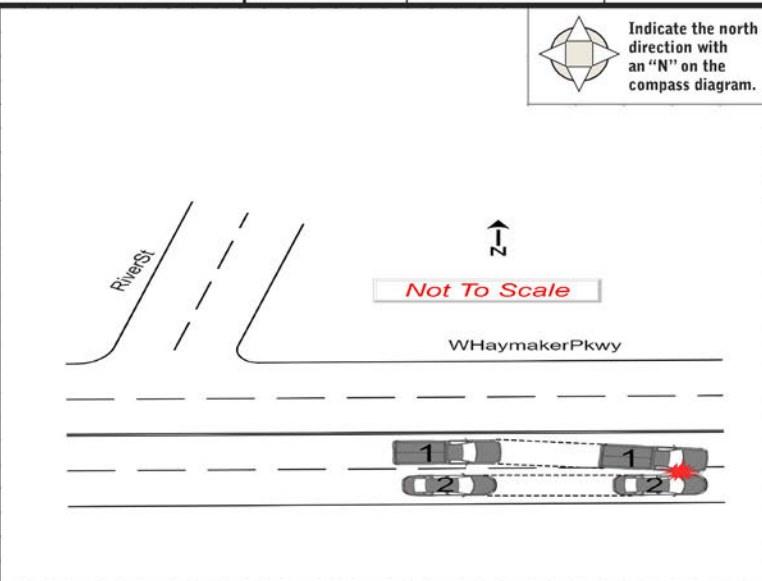 Indicate the north
direction with
an “N” on the
compass diagram.
N
RiverSt
Not To Scale
WHaymakerPkwy
1
1
2
2